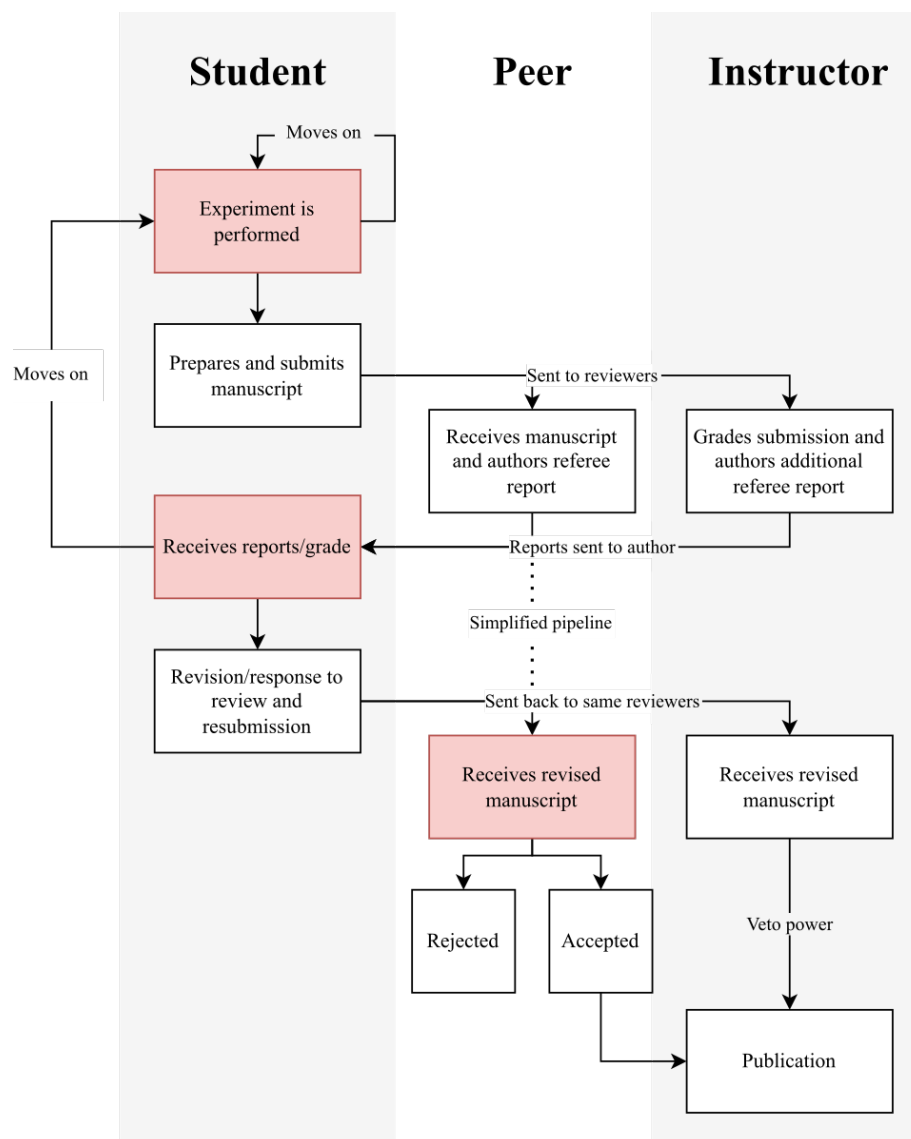 Student
Peer
Instructor
Moves on
Experiment is
performed
Prepares and submits
manuscript
Moves on
Sent to reviewers
Receives manuscript
and authors referee
report
Grades submission and
authors additional
referee report
Receives reports/grade
Reports sent to author
Simplified pipeline
Revision/response to
review and
resubmission
Sent back to same reviewers
Receives revised
manuscript
Receives revised
manuscript
Rejected
Accepted
Veto power
Publication